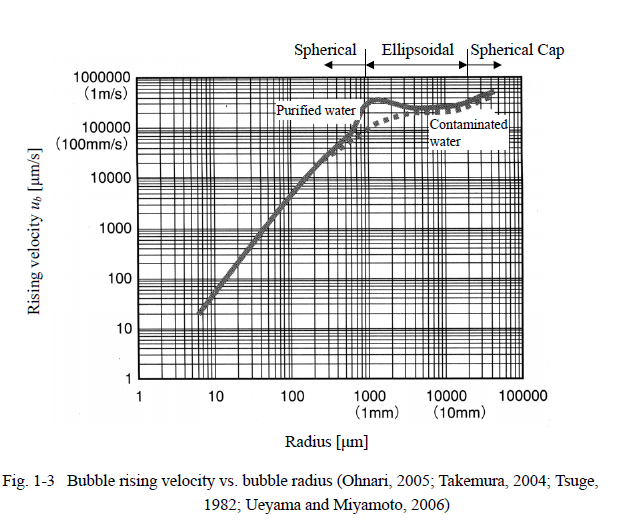 Spherical Ellipsoidal Spherical Cap
1000000
(1m/s)
Purified water
100000
(100mm/s)
Contaminated
water
10000
1000
100
10
1
Rising velocity ub [μm/s]
1 10 100 1000 10000 100000
(1mm) (10mm)
Radius [μm]
Fig. 1-3 Bubble rising velocity vs. bubble radius (Ohnari, 2005; Takemura, 2004; Tsuge,
1982; Ueyama and Miyamoto, 2006)